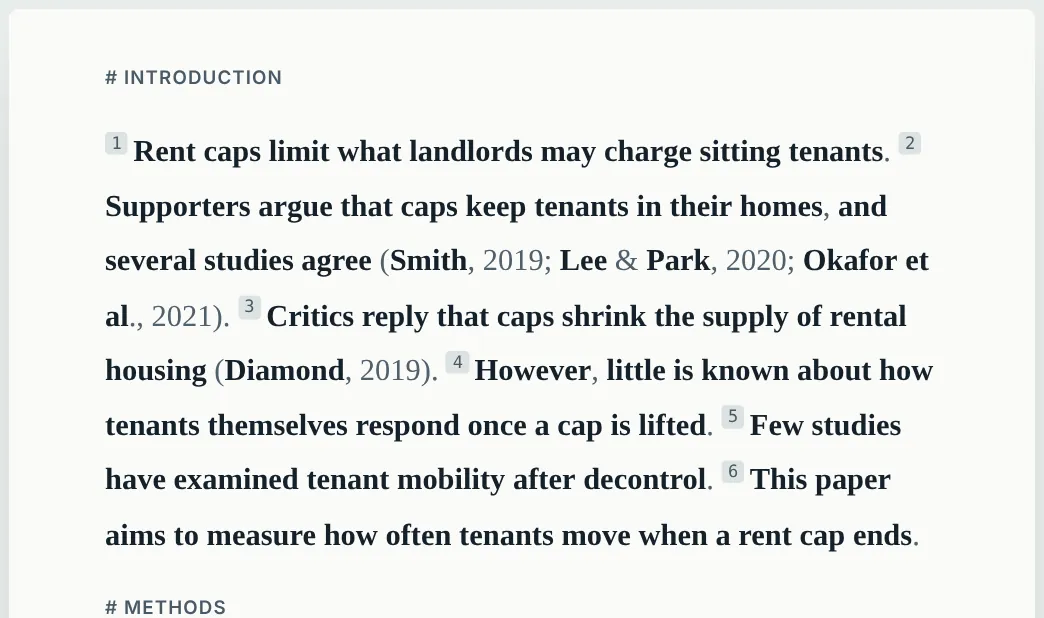 # INTRODUCTION
1 Rent caps limit what landlords may charge sitting tenants. 2
Supporters argue that caps keep tenants in their homes, and
several studies agree (Smith, 2019; Lee & Park, 2020; Okafor et
al., 2021). 3 Critics reply that caps shrink the supply of rental
housing (Diamond, 2019). 4 However, little is known about how
tenants themselves respond once a cap is lifted. 5 Few studies
have examined tenant mobility after decontrol. 6 This paper
aims to measure how often tenants move when a rent cap ends.
# METHODS